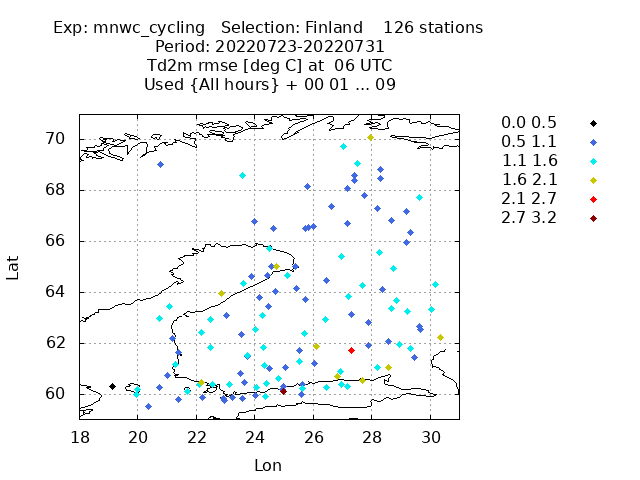 Exp: mnwc_cycling   Selection: Finland    126 stations
Period: 20220723-20220731
Td2m rmse [deg C] at  06 UTC
Used {All hours} + 00 01 ... 09
0.0 0.5
0.5 1.1
1.1 1.6
1.6 2.1
2.1 2.7
2.7 3.2
70
68
66
64
62
60
Lat
18 20 22 24 26 28 30
Lon